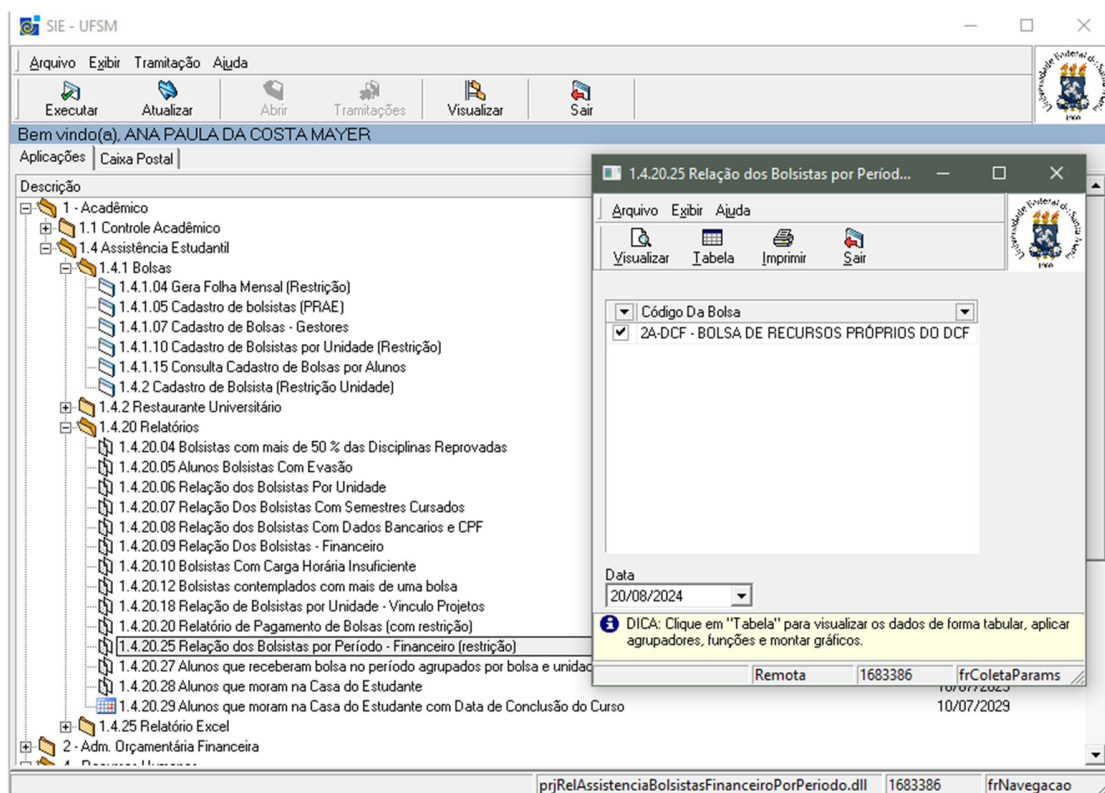 SIE - UFSM
Arquivo Exibir Tramitação Ajuda
Executar Atualizar Abrir Tramitações Visualizar Sair
Bem vindo(a), ANA PAULA DA COSTA MAYER
Aplicações Caixa Postal
Descrição
1 - Acadêmico
1.1 Controle Acadêmico
1.4 Assistência Estudantil
1.4.1 Bolsas
1.4.1.04 Gera Folha Mensal (Restrição)
1.4.1.05 Cadastro de bolsistas (PRAE)
1.4.1.07 Cadastro de Bolsas - Gestores
1.4.1.10 Cadastro de Bolsistas por Unidade (Restrição)
1.4.1.15 Consulta Cadastro de Bolsas por Alunos
1.4.2 Cadastro de Bolsista (Restrição Unidade)
1.4.2 Restaurante Universitário
1.4.20 Relatórios
1.4.20.04 Bolsistas com mais de 50 % das Disciplinas Reprovadas
1.4.20.05 Alunos Bolsistas Com Evasão
1.4.20.06 Relação dos Bolsistas Por Unidade
1.4.20.07 Relação Dos Bolsistas Com Semestres Cursados
1.4.20.08 Relação dos Bolsistas Com Dados Bancarios e CPF
1.4.20.09 Relação Dos Bolsistas - Financeiro
1.4.20.10 Bolsistas Com Carga Horária Insuficiente
1.4.20.12 Bolsistas contemplados com mais de uma bolsa
1.4.20.18 Relação de Bolsistas por Unidade - Vinculo Projetos
1.4.20.20 Relatório de Pagamento de Bolsas (com restrição)
1.4.20.25 Relação dos Bolsistas por Período - Financeiro (restrição)
1.4.20.27 Alunos que receberam bolsa no período agrupados por bolsa e unidad
1.4.20.28 Alunos que moram na Casa do Estudante
1.4.20.29 Alunos que moram na Casa do Estudante com Data de Conclusão do Curso 10/07/2029
1.4.25 Relatório Excel
2 - Adm. Orçamentária Financeira
prjRelAssistenciaBolsistasFinanceiroPorPeriodo.dll 1683386 frNavegacao
1.4.20.25 Relação dos Bolsistas por Períod...
Arquivo Exibir Ajuda
Visualizar Tabela Imprimir Sair
Código Da Bolsa
2A-DCF - BOLSA DE RECURSOS PRÓPRIOS DO DCF
Data
20/08/2024
DICA: Clique em "Tabela" para visualizar os dados de forma tabular, aplicar
agrupadores, funções e montar gráficos.
Remota 1683386 frColetaParams